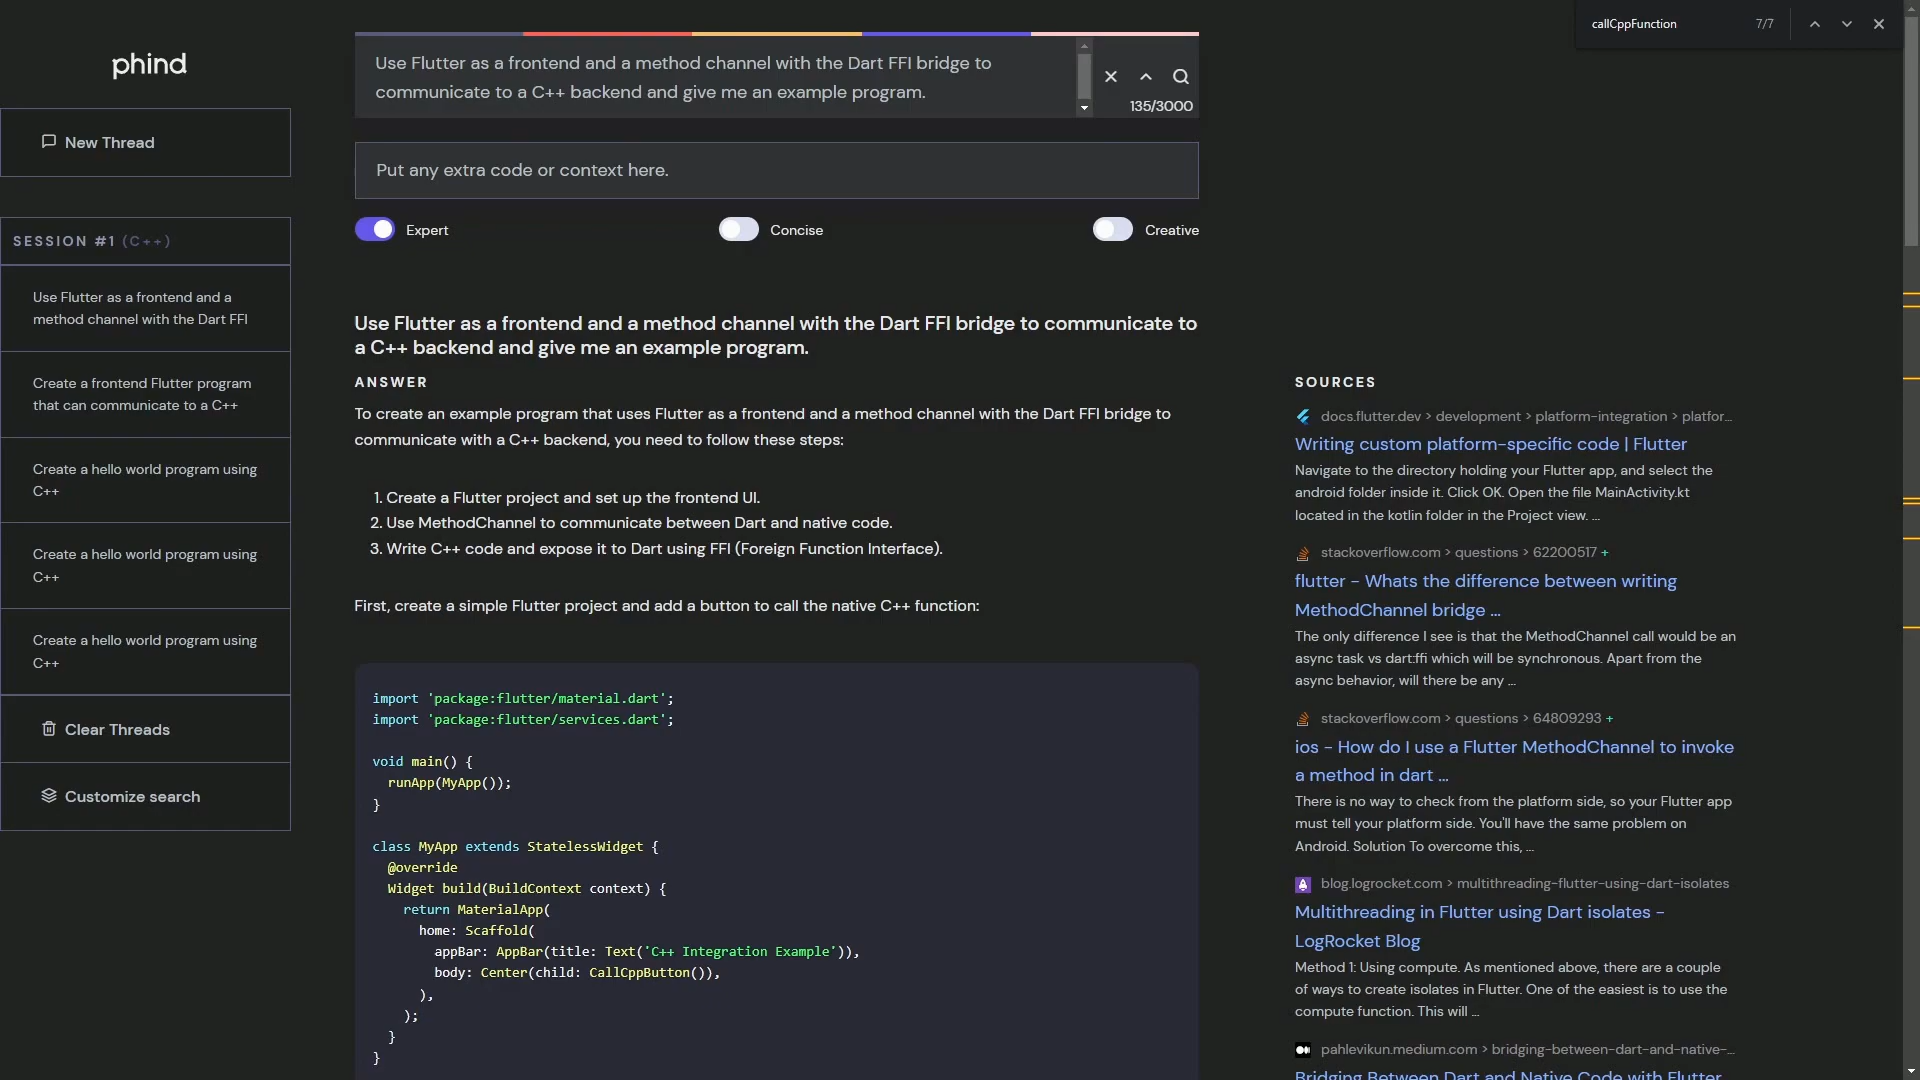 phind
New Thread
SESSION #1 (C++)
Use Flutter as a frontend and a
method channel with the Dart FFI
Create a frontend Flutter program
that can communicate to a C++
Create a hello world program using
C++
Create a hello world program using
C++
Create a hello world program using
C++
Clear Threads
Customize search
Use Flutter as a frontend and a method channel with the Dart FFI bridge to
communicate to a C++ backend and give me an example program.
135/3000
Put any extra code or context here.
Expert
Concise
Creative
Use Flutter as a frontend and a method channel with the Dart FFI bridge to communicate to
a C++ backend and give me an example program.
ANSWER
To create an example program that uses Flutter as a frontend and a method channel with the Dart FFI bridge to
communicate with a C++ backend, you need to follow these steps:
1. Create a Flutter project and set up the frontend UI.
2. Use MethodChannel to communicate between Dart and native code.
3. Write C++ code and expose it to Dart using FFI (Foreign Function Interface).
First, create a simple Flutter project and add a button to call the native C++ function:
import 'package:flutter/material.dart';
import 'package:flutter/services.dart';
void main() {
runApp(MyApp());
}
class MyApp extends StatelessWidget {
@override
Widget build(BuildContext context) {
return MaterialApp(
home: Scaffold(
appBar: AppBar(title: Text('C++ Integration Example')),
body: Center(child: CallCppButton()),
),
);
}
}
callCppFunction
7/7
SOURCES
docs.flutter.dev > development > platform-integration > platfor...
Writing custom platform-specific code | Flutter
Navigate to the directory holding your Flutter app, and select the
android folder inside it. Click OK. Open the file MainActivity.kt
located in the kotlin folder in the Project view. ...
stackoverflow.com > questions > 62200517 +
flutter - Whats the difference between writing
MethodChannel bridge ...
The only difference I see is that the MethodChannel call would be an
async task vs dart:ffi which will be synchronous. Apart from the
async behavior, will there be any ...
stackoverflow.com > questions > 64809293 +
ios - How do I use a Flutter MethodChannel to invoke
a method in dart ...
There is no way to check from the platform side, so your Flutter app
must tell your platform side. You'll have the same problem on
Android. Solution To overcome this, ...
blog.logrocket.com > multithreading-flutter-using-dart-isolates
Multithreading in Flutter using Dart isolates -
LogRocket Blog
Method 1: Using compute. As mentioned above, there are a couple
of ways to create isolates in Flutter. One of the easiest is to use the
compute function. This will ...
pahlevikun.medium.com > bridging-between-dart-and-native-...
Bridging Between Dart and Native Code with Flutter